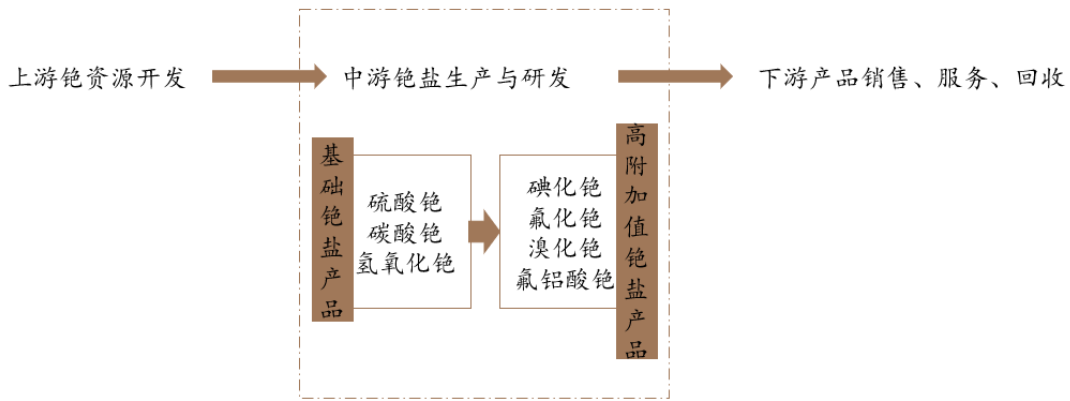 上游铯资源开发
中游铯盐生产与研发
下游产品销售、服务、回收
基础铯盐产品
硫酸铯
碳酸铯
氢氧化铯
碘化铯
氟化铯
溴化铯
氟铝酸铯
高附加值铯盐产品